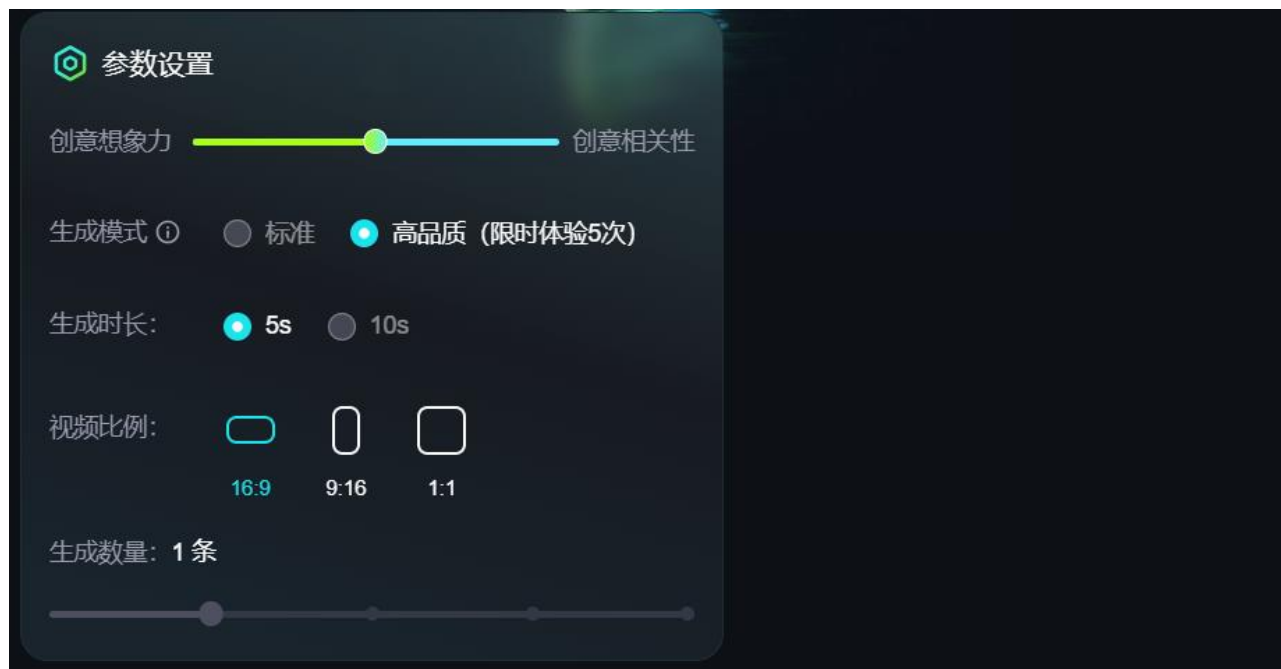 参数设置
创意想象力 创意相关性
生成模式 标准 高品质（限时体验5次）
生成时长： 5s 10s
视频比例：
16:9 9:16 1:1
生成数量：1 条